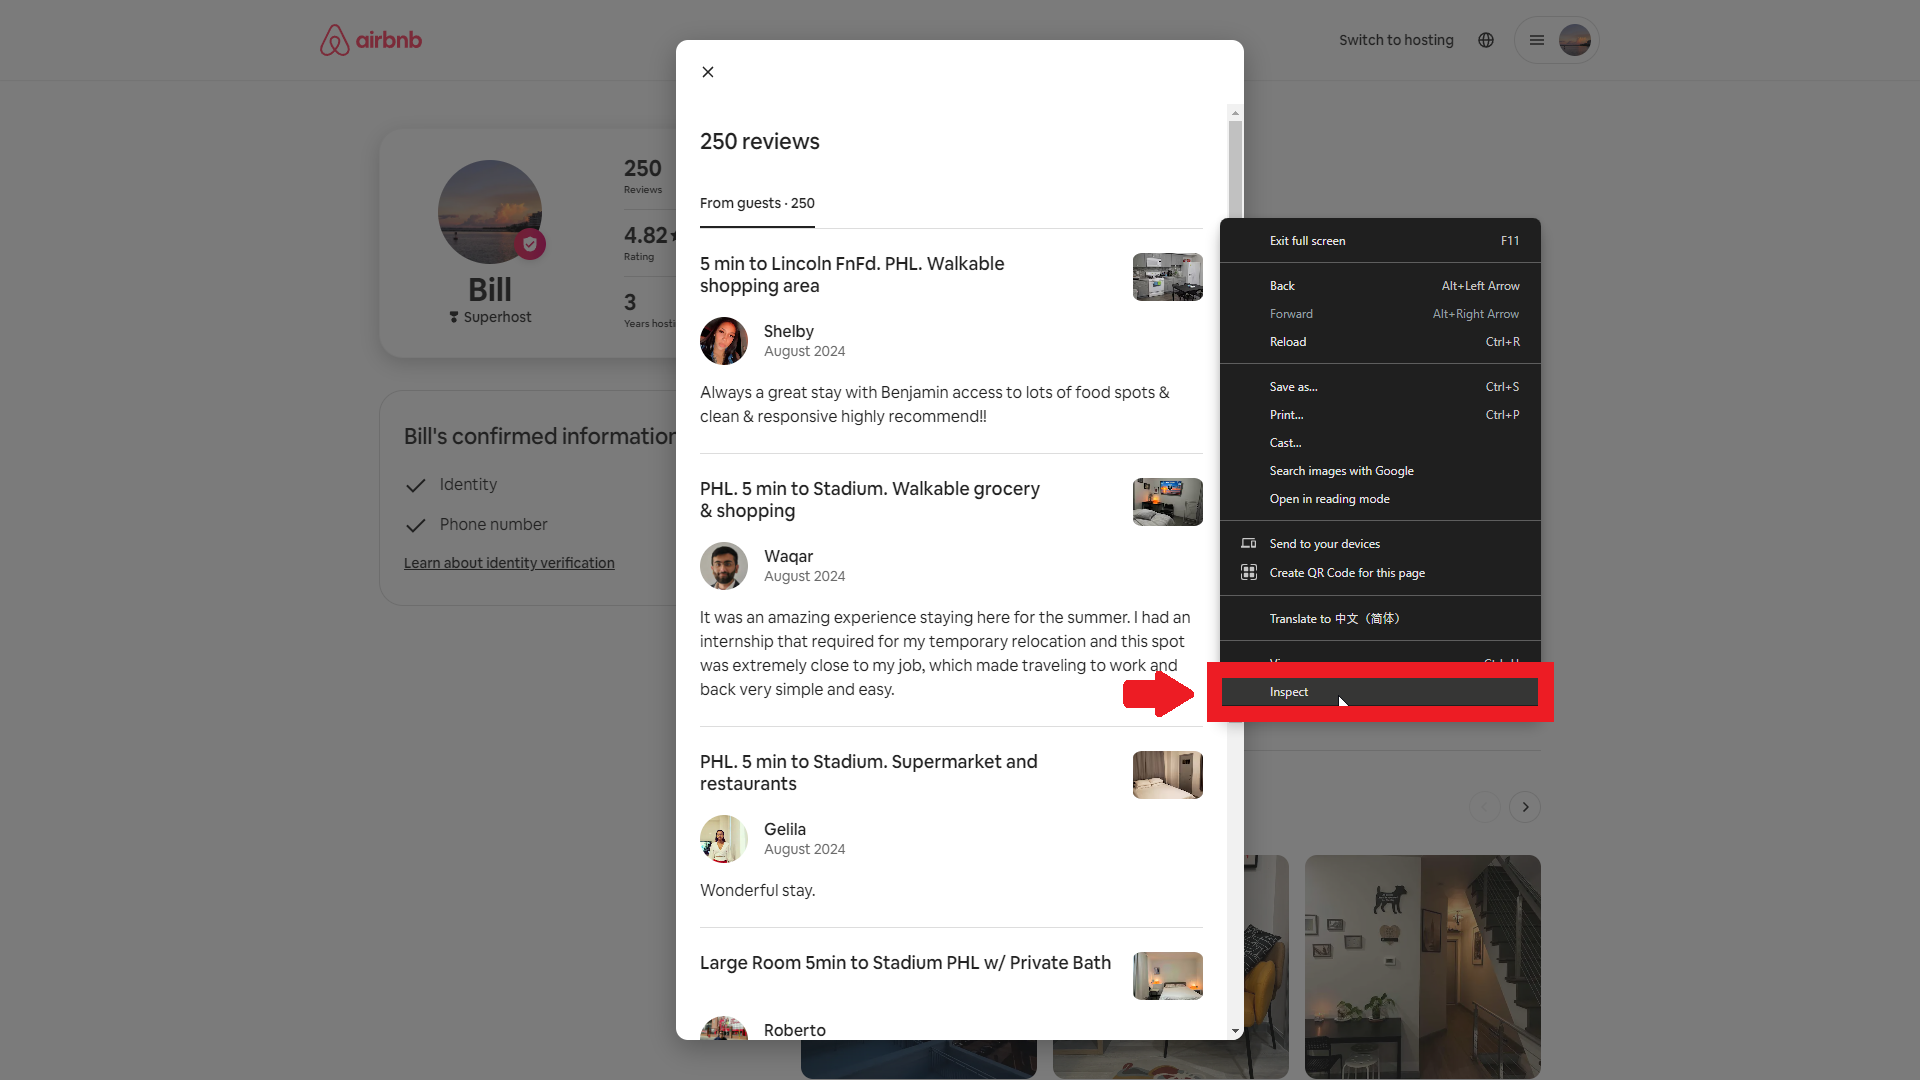 airbnb
Switch to hosting
250
Reviews
4.82
Rating
3
Years hosti
Bill
Superhost
Bill's confirmed information
Identity
Phone number
Learn about identity verification
250 reviews
From guests · 250
5 min to Lincoln FnFd. PHL. Walkable
shopping area
Shelby
August 2024
Always a great stay with Benjamin access to lots of food spots &
clean & responsive highly recommend!!
PHL. 5 min to Stadium. Walkable grocery
& shopping
Waqar
August 2024
It was an amazing experience staying here for the summer. I had an
internship that required for my temporary relocation and this spot
was extremely close to my job, which made traveling to work and
back very simple and easy.
PHL. 5 min to Stadium. Supermarket and
restaurants
Gelila
August 2024
Wonderful stay.
Large Room 5min to Stadium PHL w/ Private Bath
Roberto
Exit full screen F11
Back Alt+Left Arrow
Forward Alt+Right Arrow
Reload Ctrl+R
Save as... Ctrl+S
Print... Ctrl+P
Cast...
Search images with Google
Open in reading mode
Send to your devices
Create QR Code for this page
Translate to 中文（简体）
Inspect